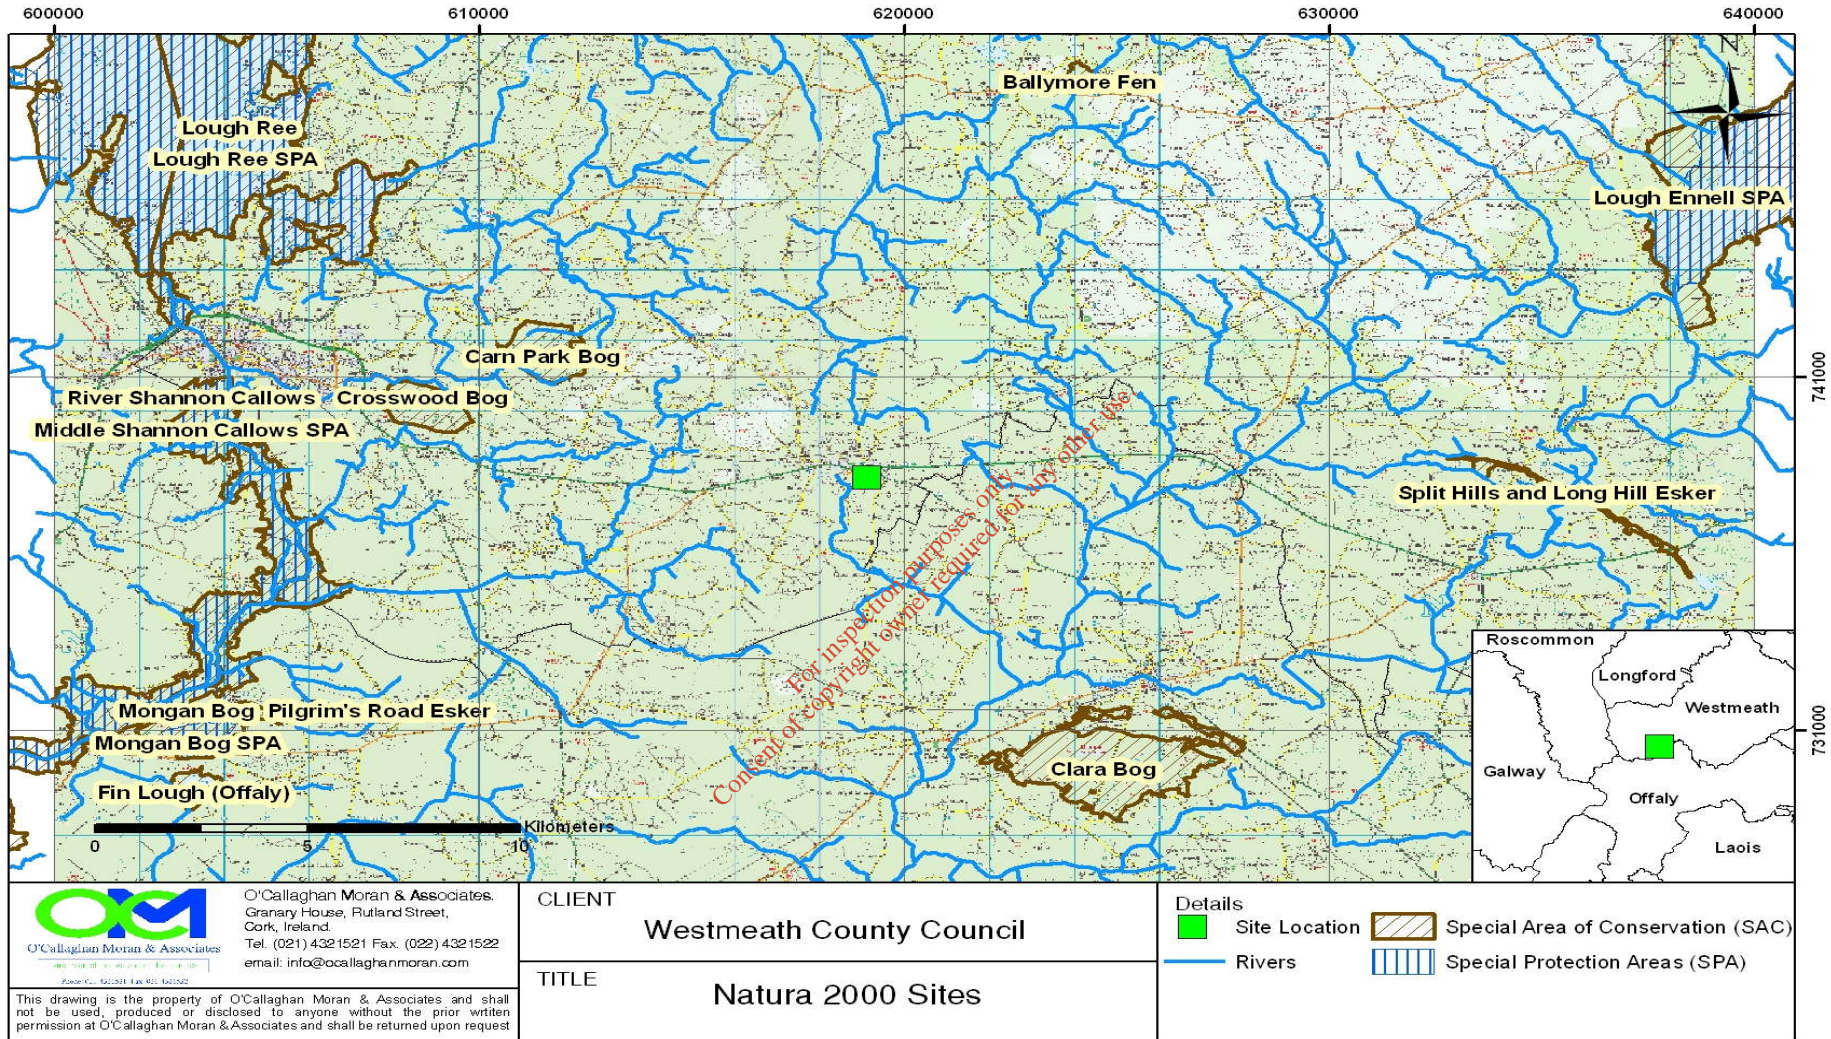 600000
610000
620000
630000
640000
N
Ballymore Fen
Lough Ree
Lough Ree SPA
Lough Ennell SPA
Carn Park Bog
741000
River Shannon Callows
Crosswood Bog
Middle Shannon Callows SPA
Split Hills and Long Hill Esker
For inspection purposes only.
Consent of copyright owner required for any other use.
Mongan Bog
Pilgrim's Road Esker
Mongan Bog SPA
731000
Clara Bog
Fin Lough (Offaly)
Kilometers
0
5
10
Roscommon
Longford
Westmeath
Galway
Offaly
Laois
O'Callaghan Moran & Associates
O'Callaghan Moran & Associates.
Granary House, Rutland Street,
Cork, Ireland.
Tel. (021) 4321521 Fax. (022) 4321522
email: info@ocallaghanmoran.com
This drawing is the property of O'Callaghan Moran & Associates and shall
not be used, produced or disclosed to anyone without the prior wrtiten
permission at O'Callaghan Moran & Associates and shall be returned upon request
CLIENT
Westmeath County Council
TITLE
Natura 2000 Sites
Details
Site Location
Special Area of Conservation (SAC)
Rivers
Special Protection Areas (SPA)